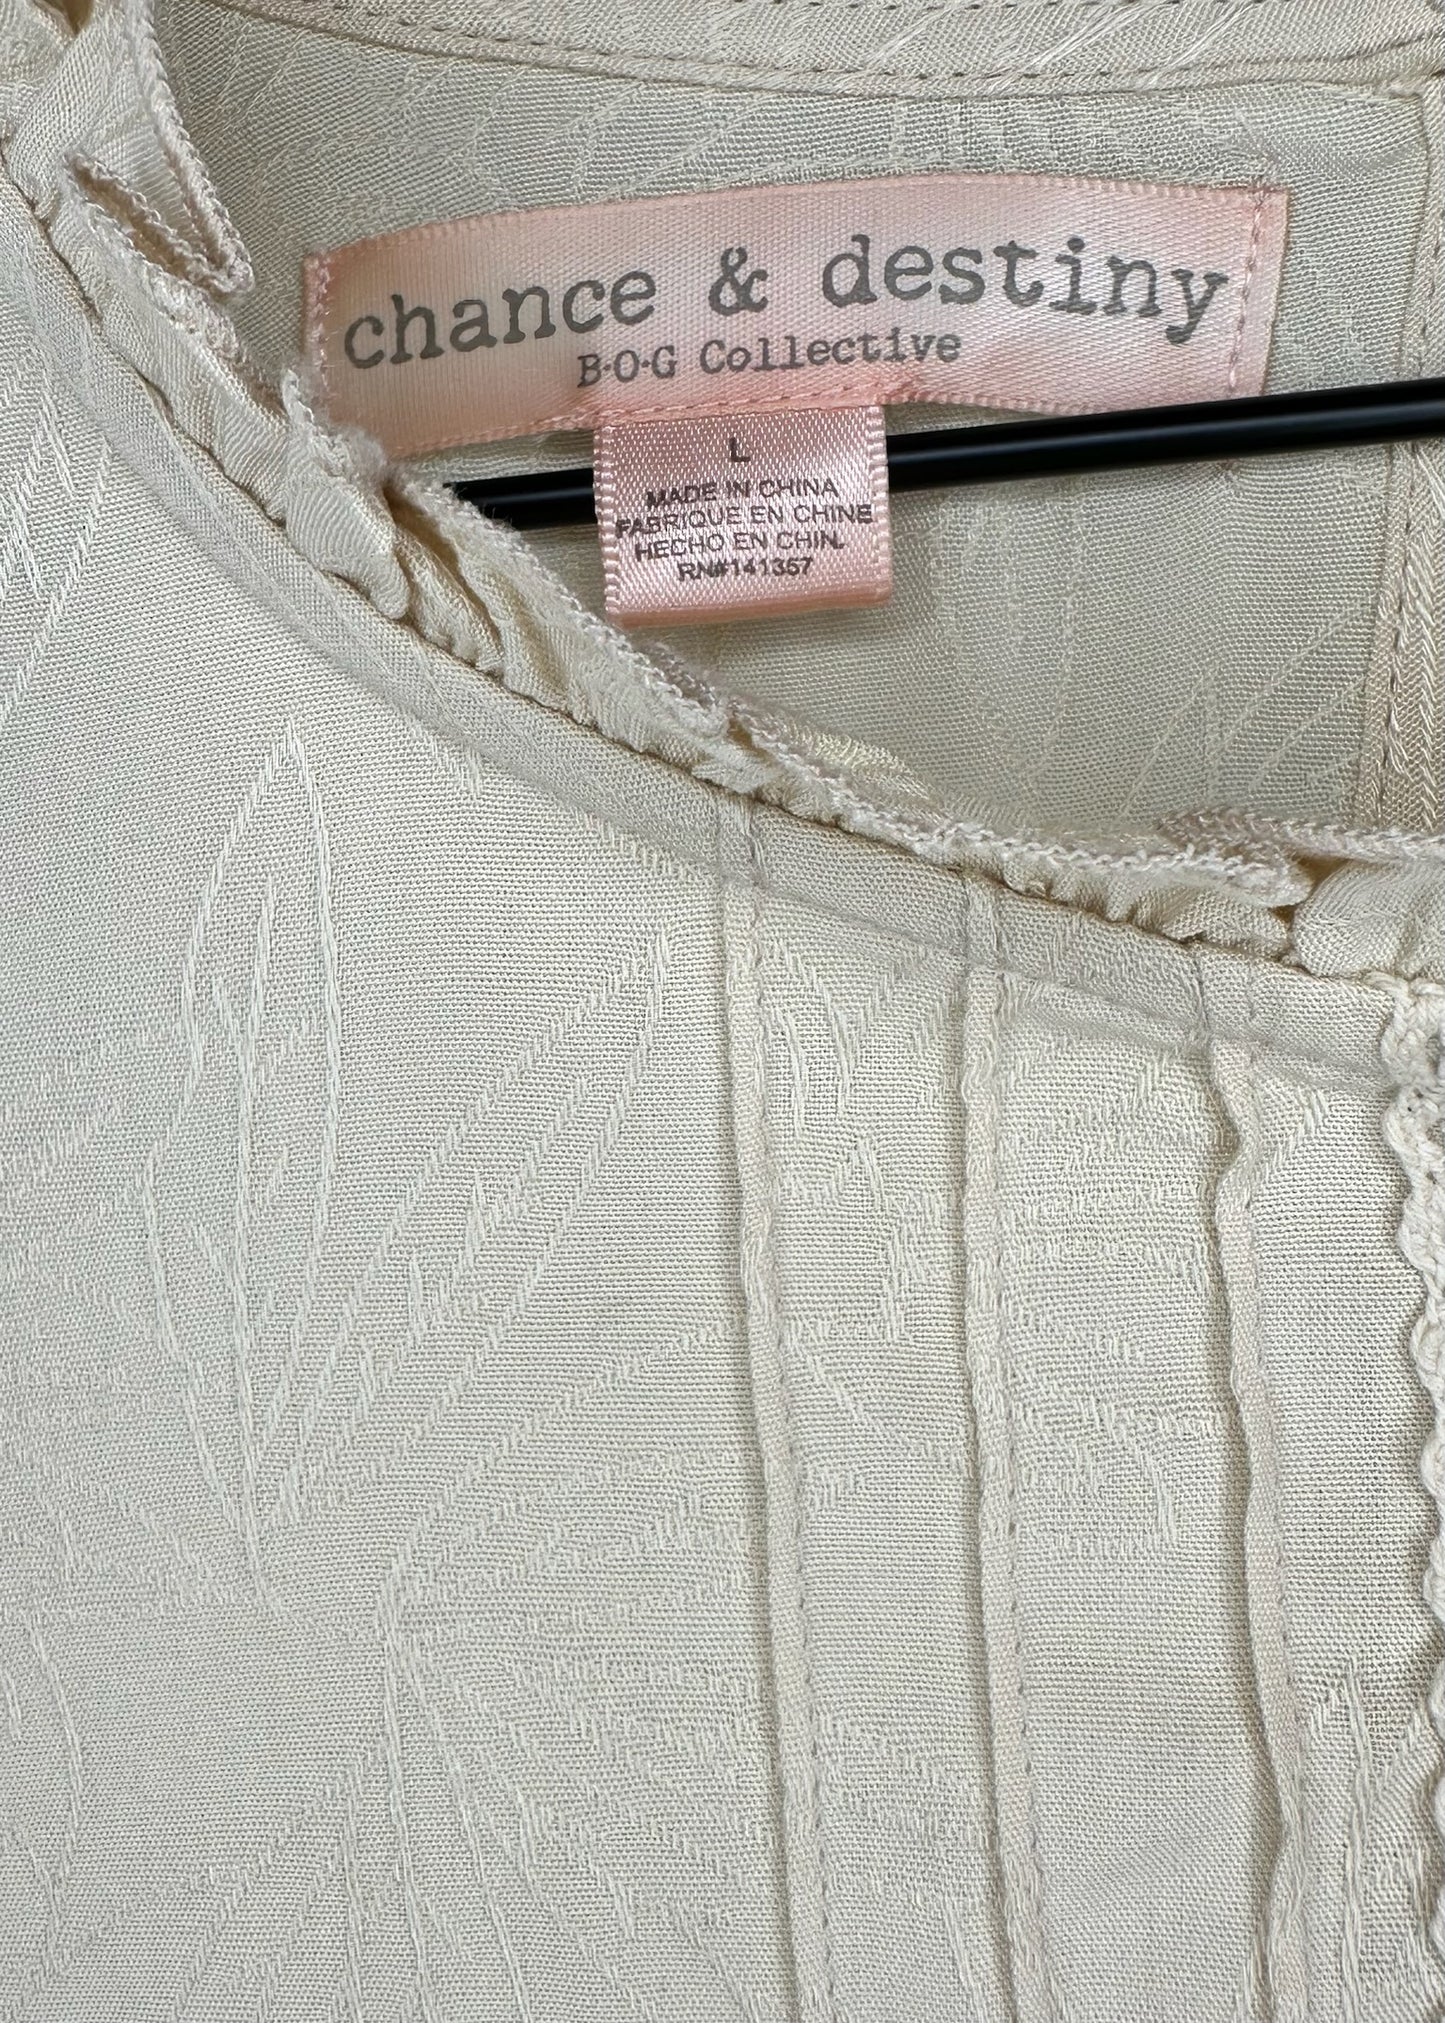 chance & destiny
B·O·G Collective
L
MADE IN CHINA
FABRIQUE EN CHINE
HECHO EN CHIN.
RN#141357